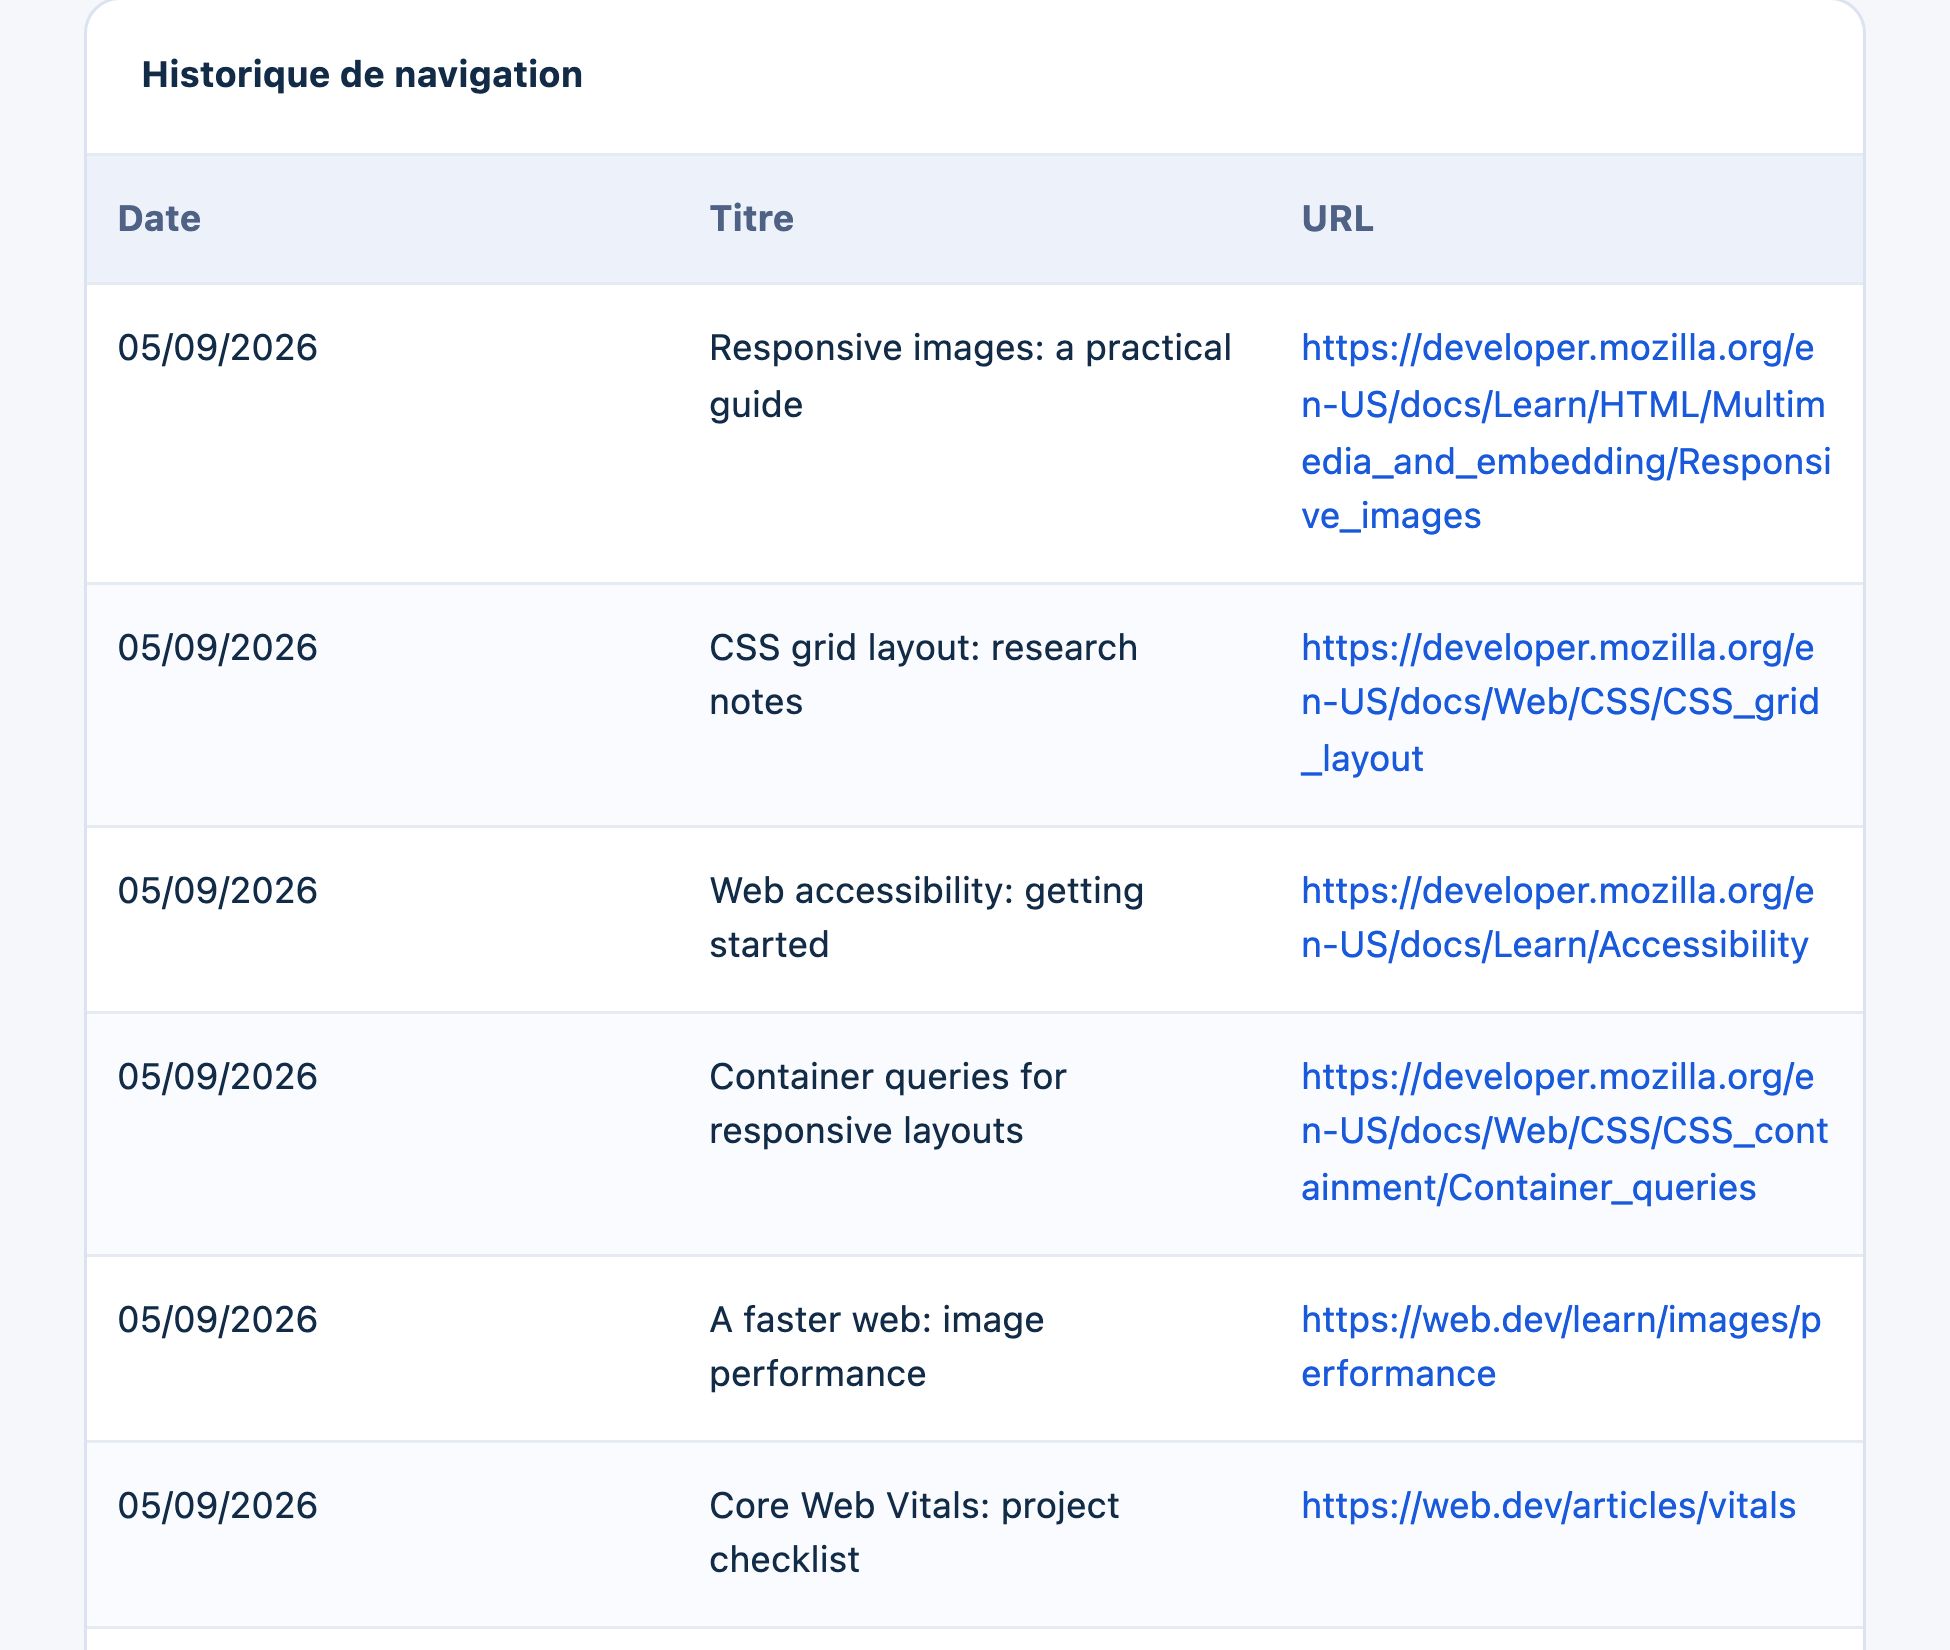 Historique de navigation
Date Titre URL
05/09/2026 Responsive images: a practical https://developer.mozilla.org/e
guide n-US/docs/Learn/HTML/Multim
edia_and_embedding/Responsi
ve_images
05/09/2026 CSS grid layout: research https://developer.mozilla.org/e
notes n-US/docs/Web/CSS/CSS_grid
_layout
05/09/2026 Web accessibility: getting https://developer.mozilla.org/e
started n-US/docs/Learn/Accessibility
05/09/2026 Container queries for https://developer.mozilla.org/e
responsive layouts n-US/docs/Web/CSS/CSS_cont
ainment/Container_queries
05/09/2026 A faster web: image https://web.dev/learn/images/p
performance erformance
05/09/2026 Core Web Vitals: project https://web.dev/articles/vitals
checklist